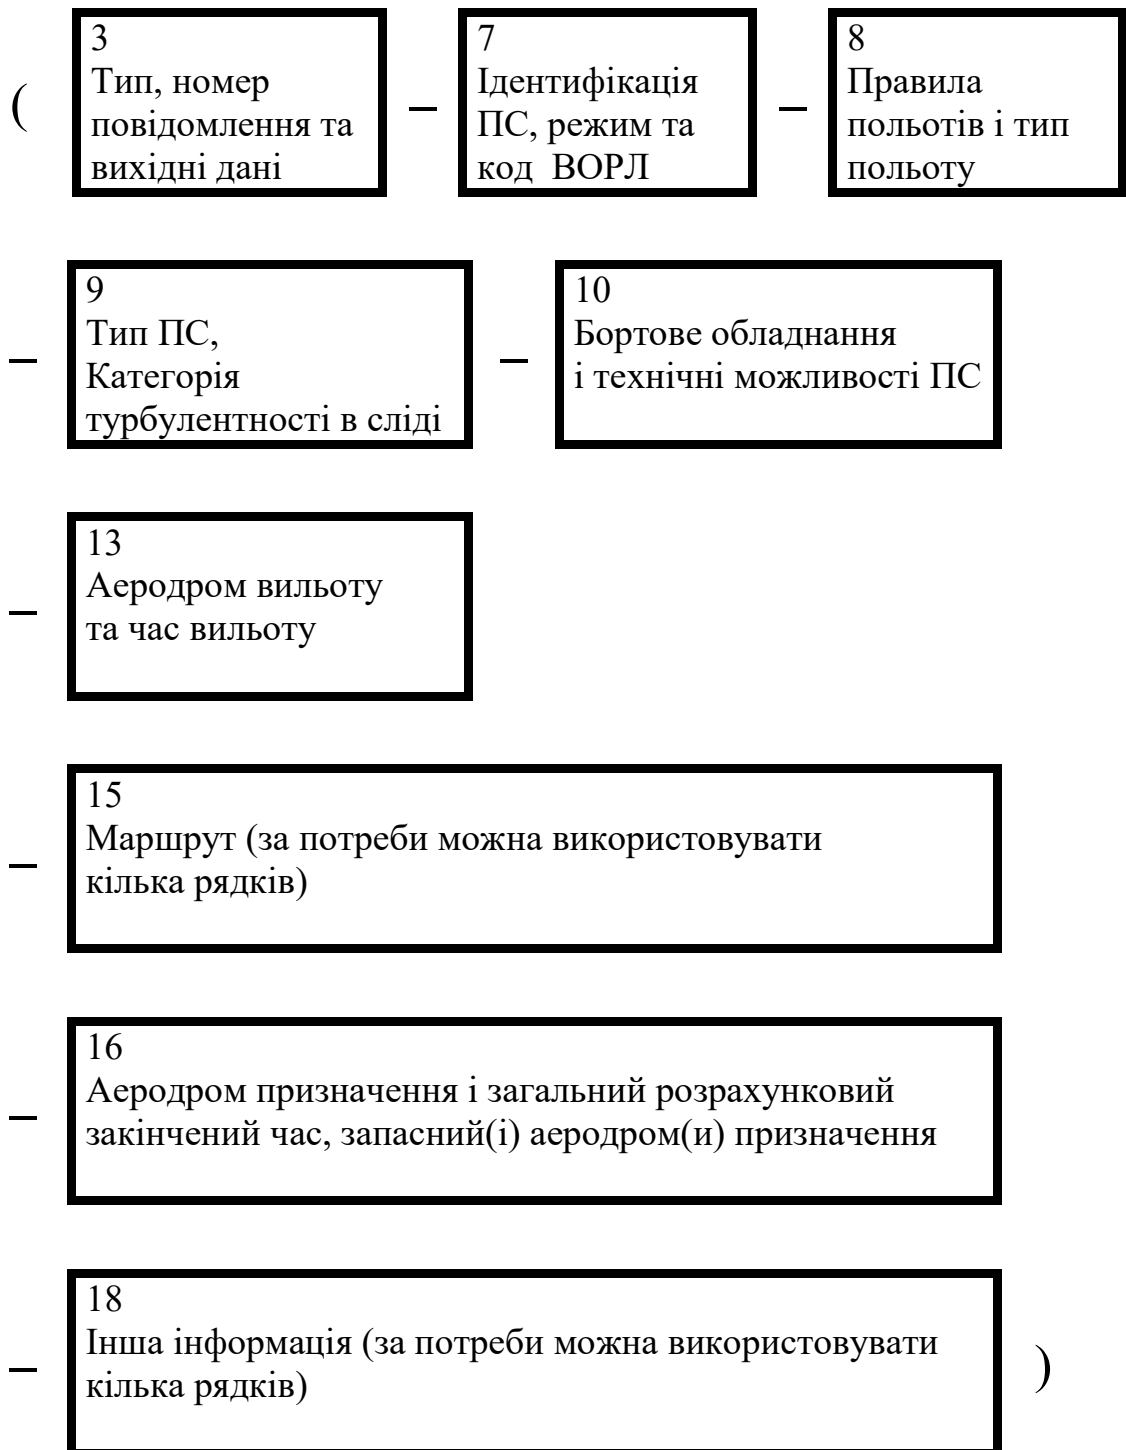 (
3
Тип, номер
повідомлення та
вихідні дані
–
7
Ідентифікація
ПС, режим та
код ВОРЛ
–
8
Правила
польотів і тип
польоту
–
9
Тип ПС,
Категорія
турбулентності в сліді
–
10
Бортове обладнання
і технічні можливості ПС
–
13
Аеродром вильоту
та час вильоту
–
15
Маршрут (за потреби можна використовувати
кілька рядків)
–
16
Аеродром призначення і загальний розрахунковий
закінчений час, запасний(і) аеродром(и) призначення
–
18
Інша інформація (за потреби можна використовувати
кілька рядків)
)